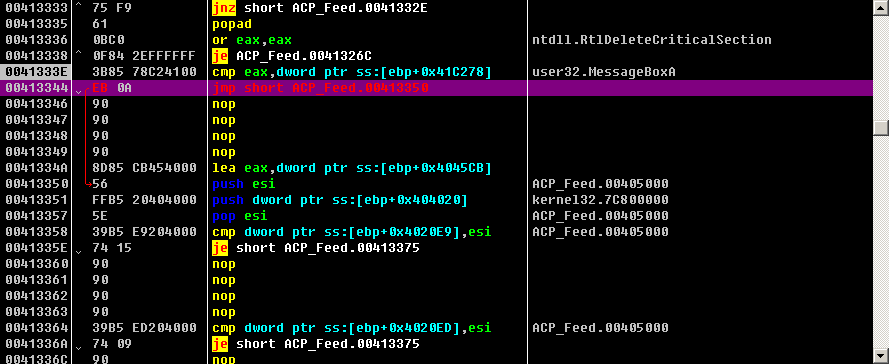 00413333 ^ 75 F9 jnz short ACP_Feed.0041332E
00413335 61 popad
00413336 0BC0 or eax,eax ntdll.RtlDeleteCriticalSection
00413338 ^ 0F84 2EFFFFFF je ACP_Feed.0041326C
0041333E 3B85 78C24100 cmp eax,dword ptr ss:[ebp+0x41C278] user32.MessageBoxA
00413344 EB 0A jmp short ACP_Feed.00413350
00413346 90 nop
00413347 90 nop
00413348 90 nop
00413349 90 nop
0041334A 8D85 CB454000 lea eax,dword ptr ss:[ebp+0x4045CB]
00413350 56 push esi ACP_Feed.00405000
00413351 FFB5 20404000 push dword ptr ss:[ebp+0x404020] kernel32.7C800000
00413357 5E pop esi ACP_Feed.00405000
00413358 39B5 E9204000 cmp dword ptr ss:[ebp+0x4020E9],esi ACP_Feed.00405000
0041335E 74 15 je short ACP_Feed.00413375
00413360 90 nop
00413361 90 nop
00413362 90 nop
00413363 90 nop
00413364 39B5 ED204000 cmp dword ptr ss:[ebp+0x4020ED],esi ACP_Feed.00405000
0041336A 74 09 je short ACP_Feed.00413375
0041336C 90 nop